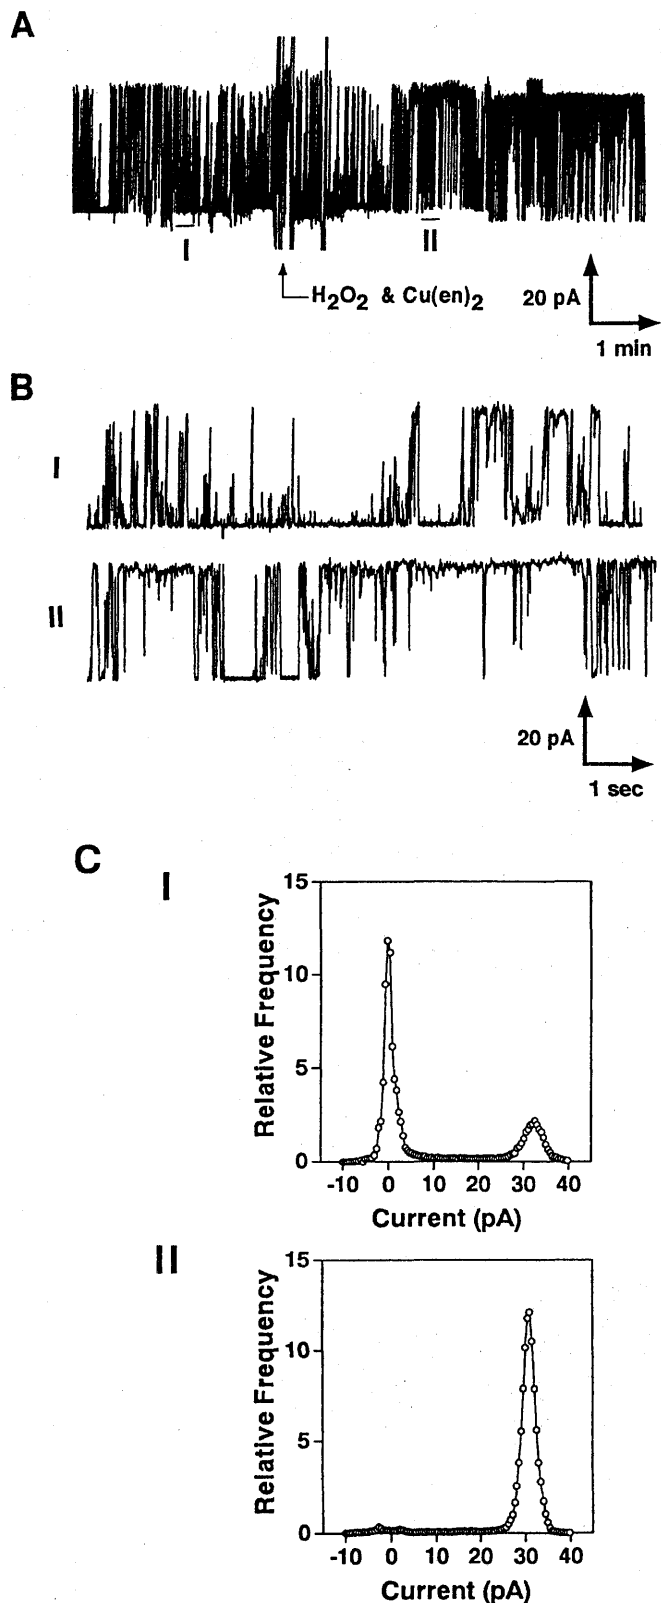 A
I
II
H2O2 & Cu(en)2
20 pA
1 min
B
I
II
20 pA
1 sec
C
I
15
10
5
0
Relative Frequency
-10 0 10 20 30 40
Current (pA)
II
15
10
5
0
Relative Frequency
-10 0 10 20 30 40
Current (pA)